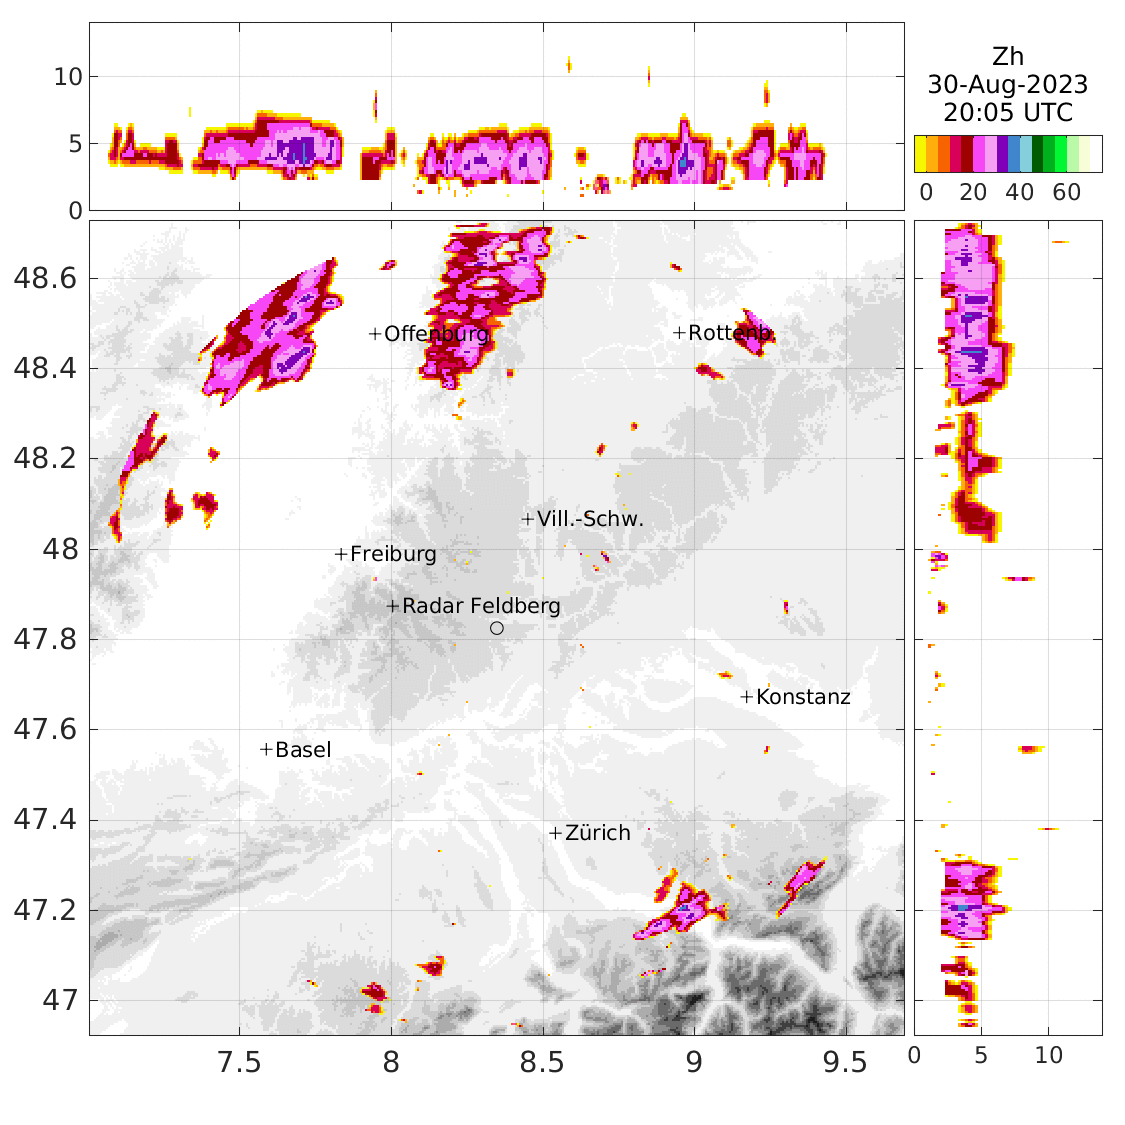 10
5
0
Zh
30-Aug-2023
20:05 UTC
0 20 40 60
48.6
48.4
48.2
48
47.8
47.6
47.4
47.2
47
+Offenburg
+Rottenb.
+Vill.-Schw.
+Freiburg
+Radar Feldberg
+Konstanz
+Basel
+Zürich
7.5 8 8.5 9 9.5
0 5 10